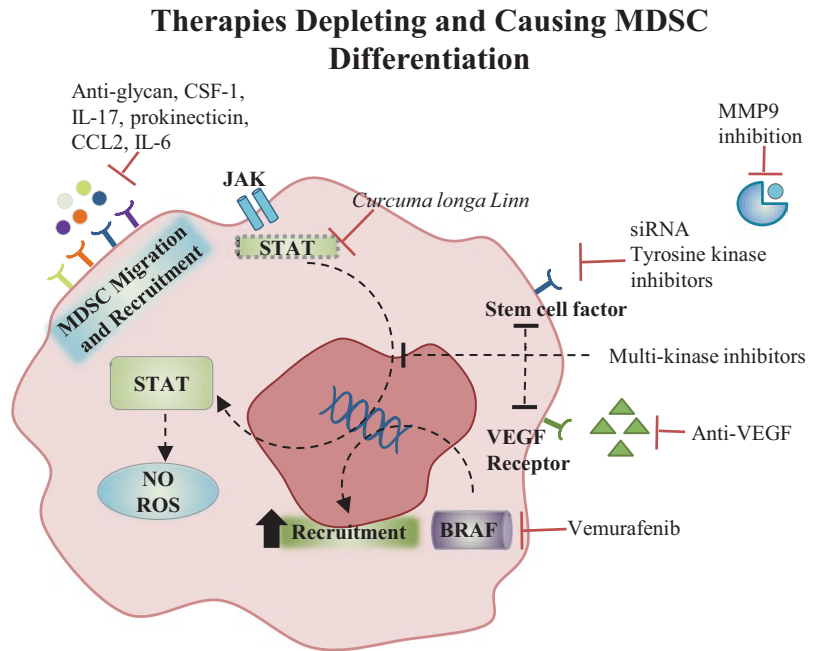 Therapies Depleting and Causing MDSC
Differentiation
Anti-glycan, CSF-1,
IL-17, prokinecticin,
CCL2, IL-6
MMP9
inhibition
JAK
Curcuma longa Linn
STAT
siRNA
Tyrosine kinase
inhibitors
MDSC Migration
and Recruitment
Stem cell factor
Multi-kinase inhibitors
STAT
VEGF
Receptor
Anti-VEGF
NO
ROS
Recruitment
BRAF
Vemurafenib